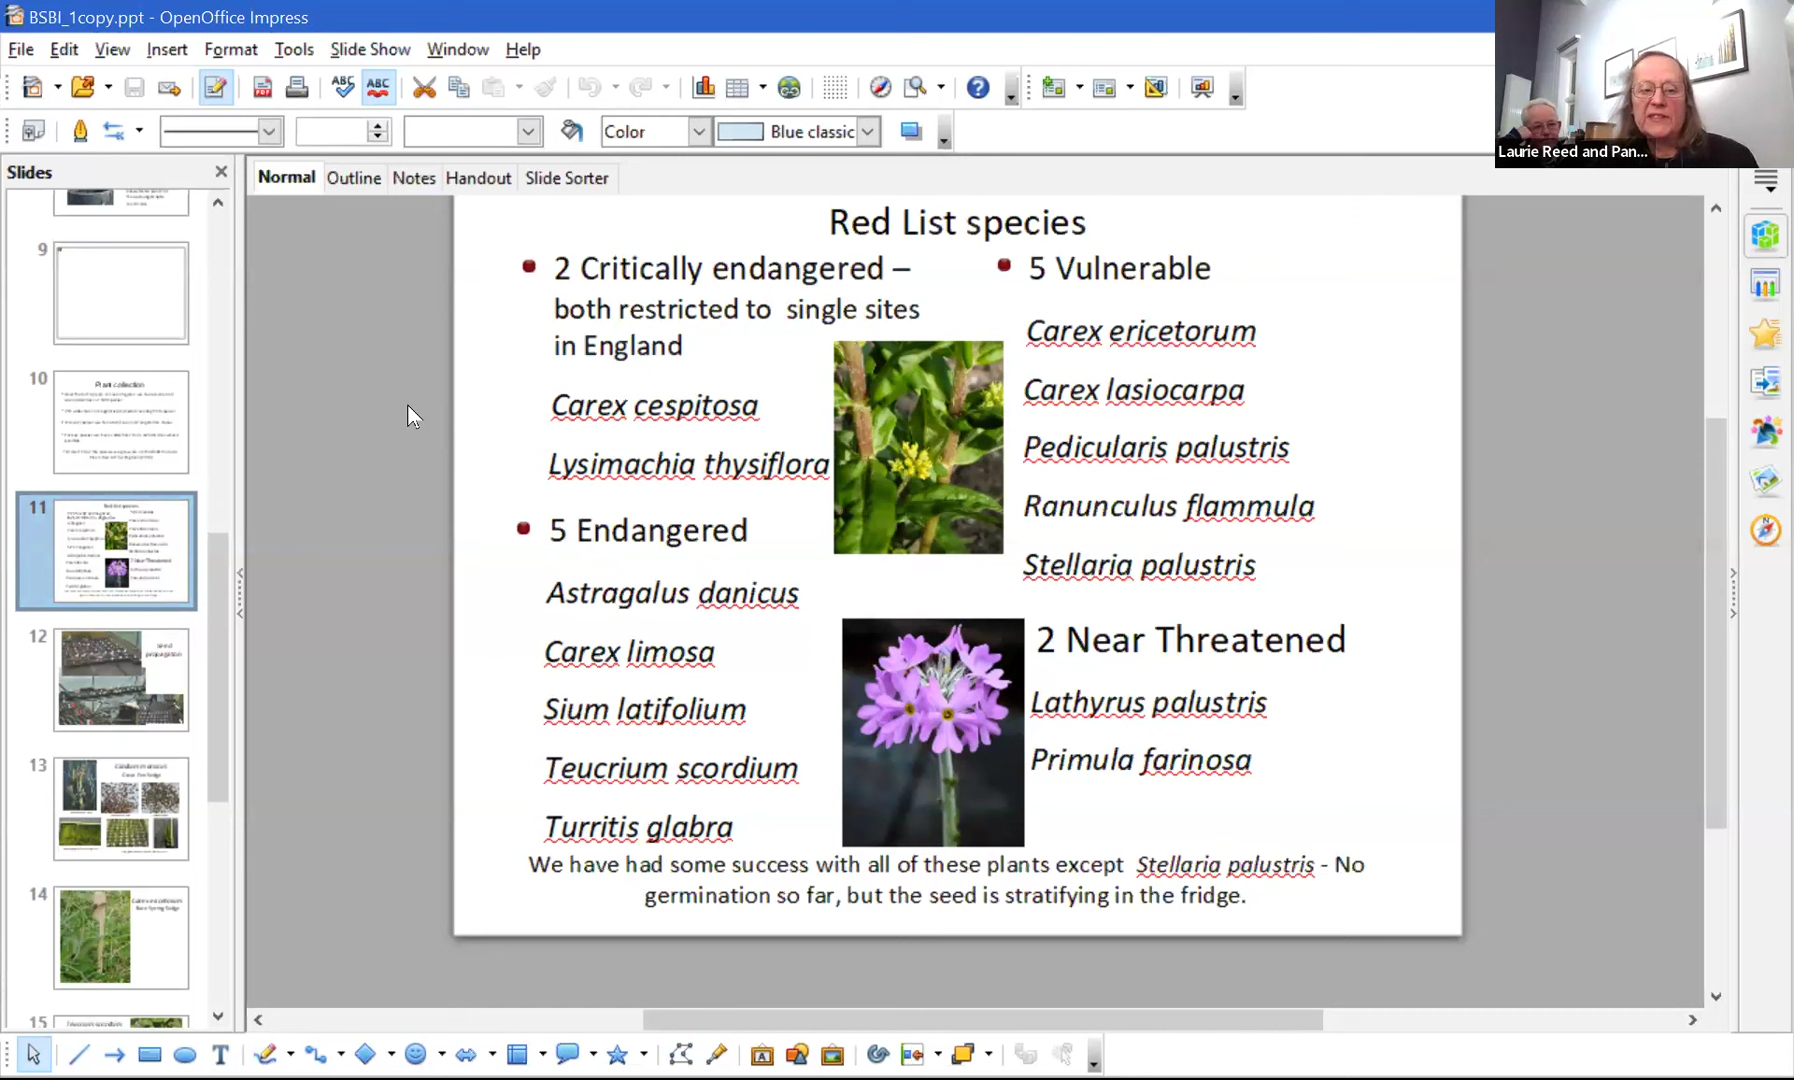 BSBI_1copy.ppt - OpenOffice Impress
File Edit View Insert Format Tools Slide Show Window Help
Color
Blue classic
Laurie Reed and Pan...
Slides
Normal Outline Notes Handout Slide Sorter
9
10
Plant collection
11
12
13
14
15
Red List species
2 Critically endangered –
both restricted to single sites
in England
Carex cespitosa
Lysimachia thysiflora
5 Endangered
Astragalus danicus
Carex limosa
Sium latifolium
Teucrium scordium
Turritis glabra
5 Vulnerable
Carex ericetorum
Carex lasiocarpa
Pedicularis palustris
Ranunculus flammula
Stellaria palustris
2 Near Threatened
Lathyrus palustris
Primula farinosa
We have had some success with all of these plants except Stellaria palustris - No
germination so far, but the seed is stratifying in the fridge.